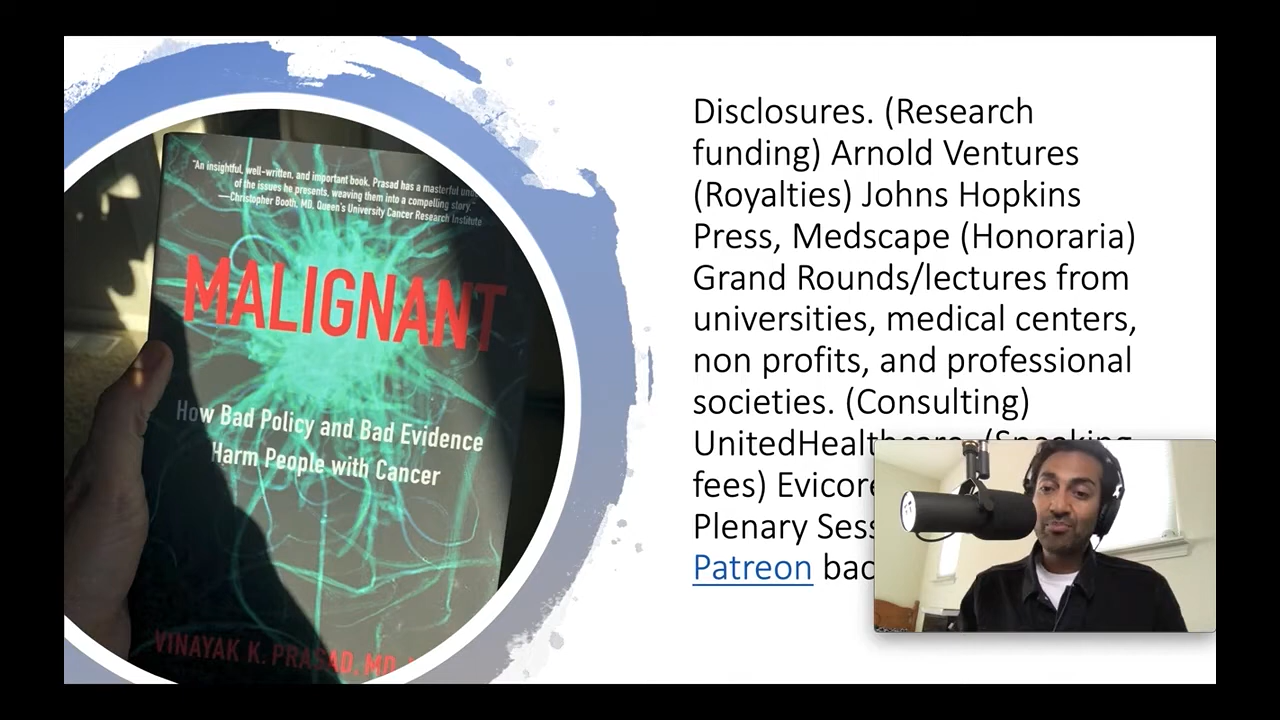 "An insightful, well-written, and important book. Prasad has a masterful
of the issues he presents, weaving them into a compelling story."
—Christopher Booth, MD, Queen's University Cancer Research Institute
MALIGNANT
How Bad Policy and Bad Evidence
Harm People with Cancer
VINAYAK K. PRASAD, MD,
Disclosures. (Research
funding) Arnold Ventures
(Royalties) Johns Hopkins
Press, Medscape (Honoraria)
Grand Rounds/lectures from
universities, medical centers,
non profits, and professional
societies. (Consulting)
UnitedHealthcare. (Speaking
fees) Evicore
Plenary
Patreon